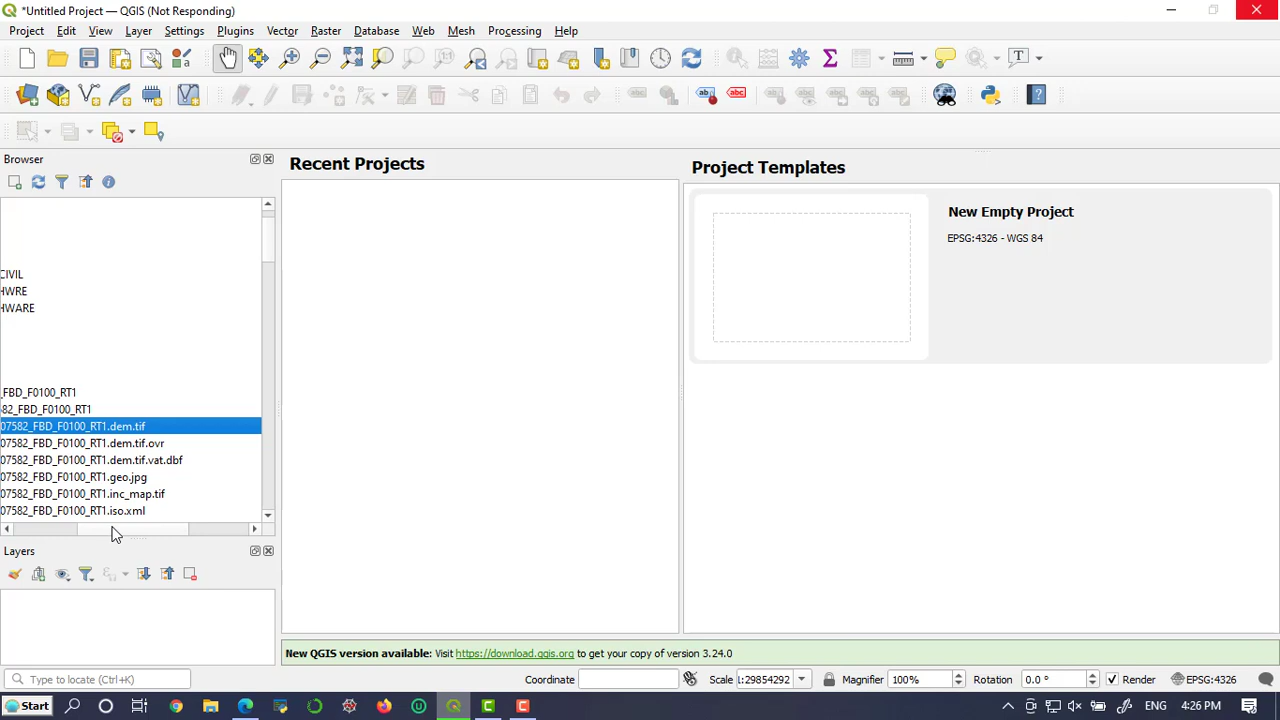 *Untitled Project — QGIS (Not Responding)
Project Edit View Layer Settings Plugins Vector Raster Database Web Mesh Processing Help
Browser
CIVIL
HWRE
HWARE
_FBD_F0100_RT1
82_FBD_F0100_RT1
07582_FBD_F0100_RT1.dem.tif
07582_FBD_F0100_RT1.dem.tif.ovr
07582_FBD_F0100_RT1.dem.tif.vat.dbf
07582_FBD_F0100_RT1.geo.jpg
07582_FBD_F0100_RT1.inc_map.tif
07582_FBD_F0100_RT1.iso.xml
Layers
Recent Projects
Project Templates
New Empty Project
EPSG:4326 - WGS 84
New QGIS version available: Visit https://download.qgis.org to get your copy of version 3.24.0
Type to locate (Ctrl+K)
Coordinate
Scale 1:29854292
Magnifier 100%
Rotation 0.0 °
Render
EPSG:4326
Start
ENG 4:26 PM